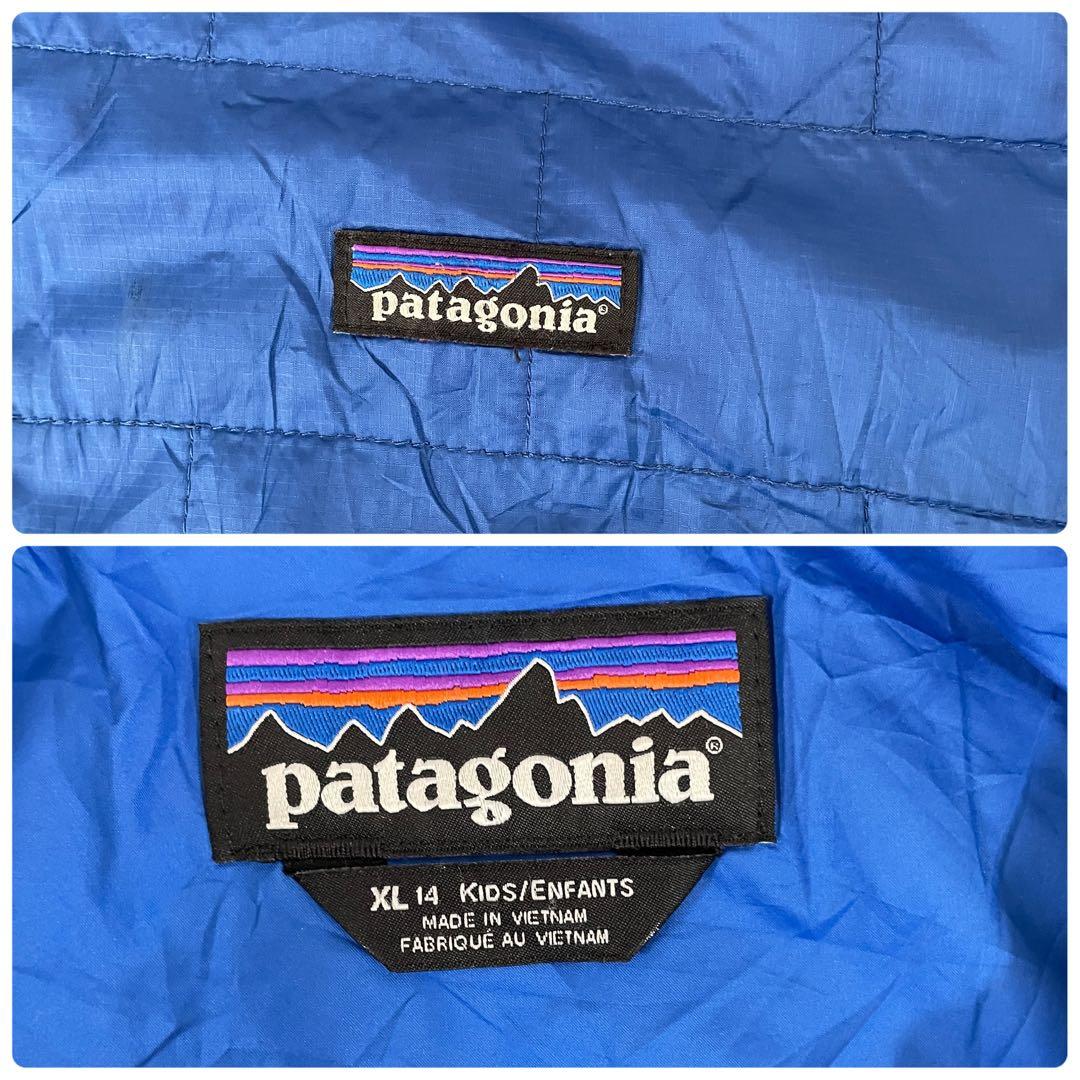 patagonia®
patagonia®
XL 14 KIDS/ENFANTS
MADE IN VIETNAM
FABRIQUÉ AU VIETNAM